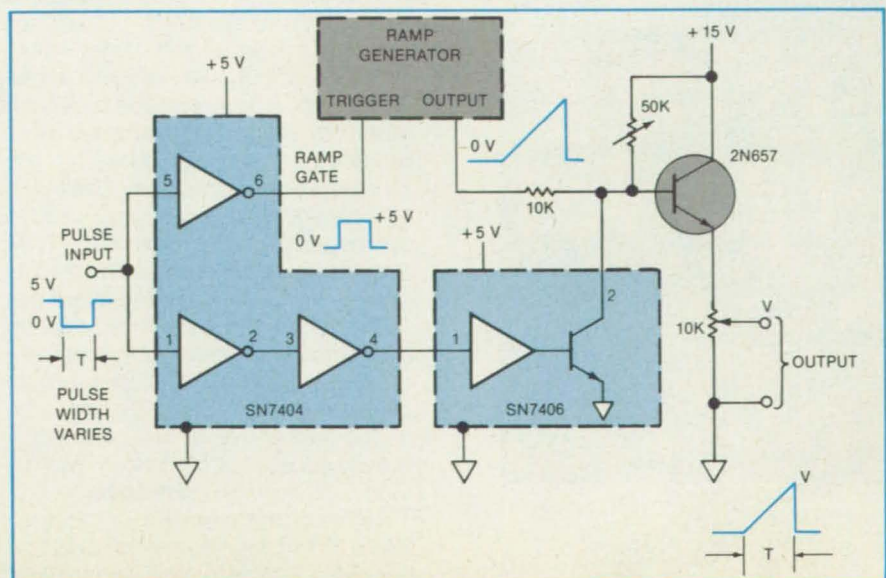 RAMP
GENERATOR
TRIGGER OUTPUT
+ 15 V
+ 5 V
50K
0 V
2N657
RAMP
GATE
5
6
10K
PULSE
INPUT
+ 5 V
0 V
+ 5 V
2
5 V
0 V
1
2
3
4
1
10K
V
OUTPUT
T
PULSE
WIDTH
VARIES
SN7404
SN7406
V
T